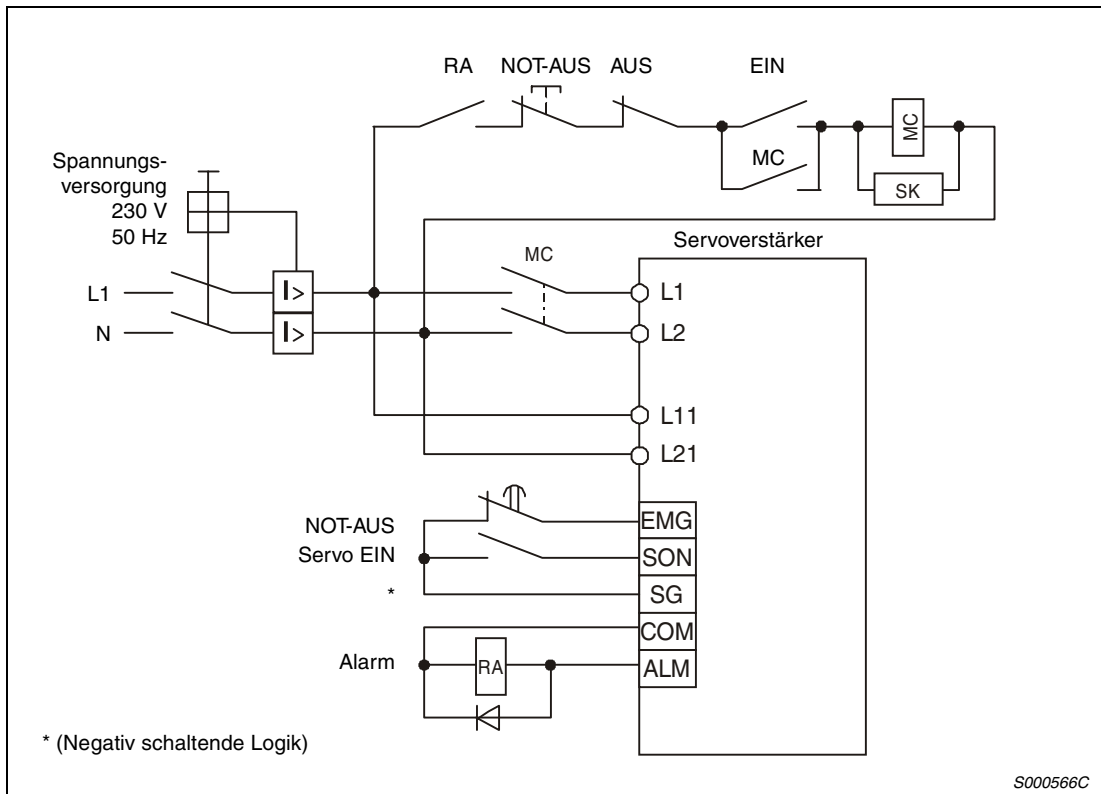 RA NOT-AUS AUS EIN
MC
MC
SK
Spannungs-
versorgung
230 V
50 Hz
Servoverstärker
MC
L1 I> L1
N I> L2
L11
L21
NOT-AUS EMG
Servo EIN SON
* SG
COM
Alarm RA ALM
* (Negativ schaltende Logik)
S000566C